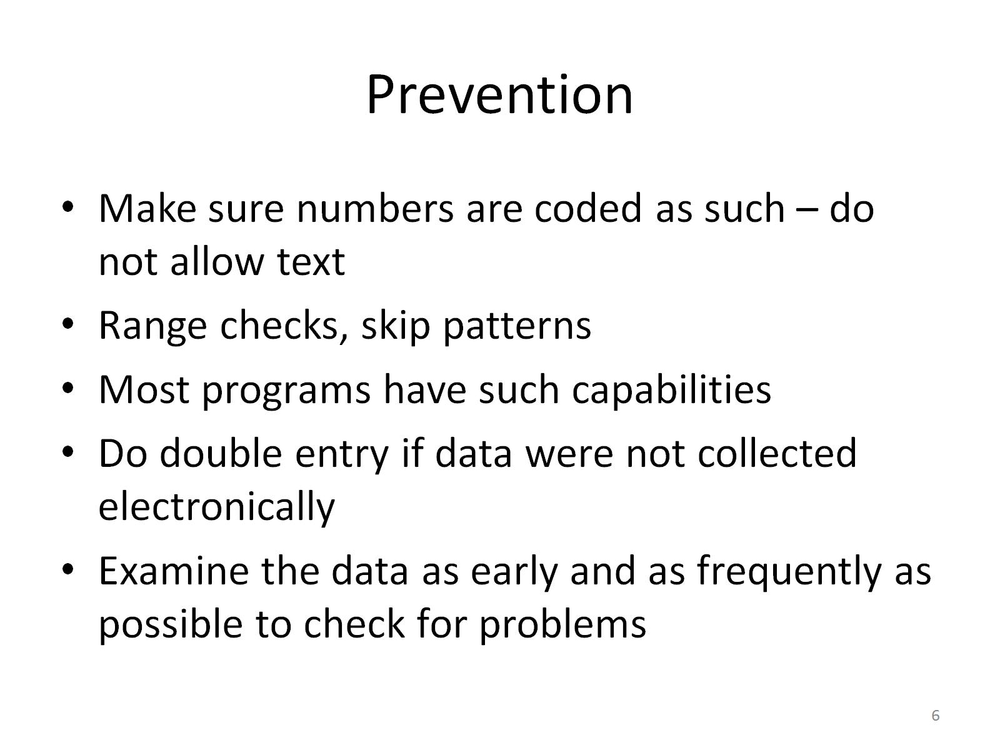 Prevention
• Make sure numbers are coded as such – do
not allow text
• Range checks, skip patterns
• Most programs have such capabilities
• Do double entry if data were not collected
electronically
• Examine the data as early and as frequently as
possible to check for problems
6